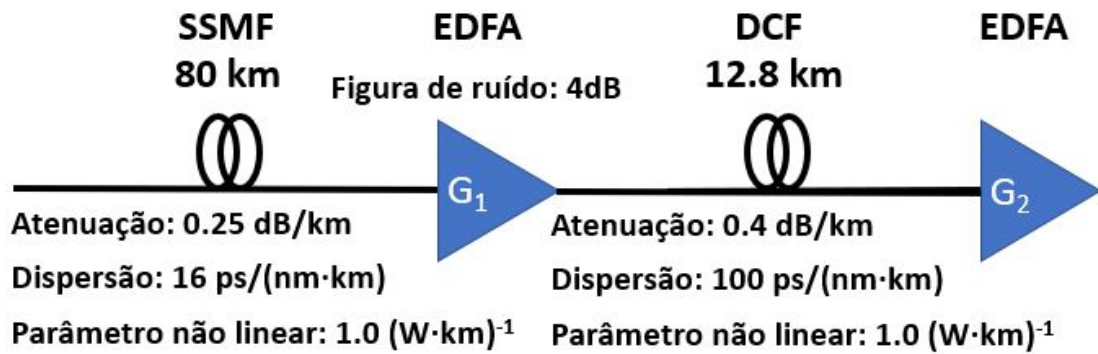 SSMF
80 km
EDFA
Figura de ruído: 4dB
DCF
12.8 km
EDFA
G1
G2
Atenuação: 0.25 dB/km
Dispersão: 16 ps/(nm·km)
Parâmetro não linear: 1.0 (W·km)⁻¹
Atenuação: 0.4 dB/km
Dispersão: 100 ps/(nm·km)
Parâmetro não linear: 1.0 (W·km)⁻¹